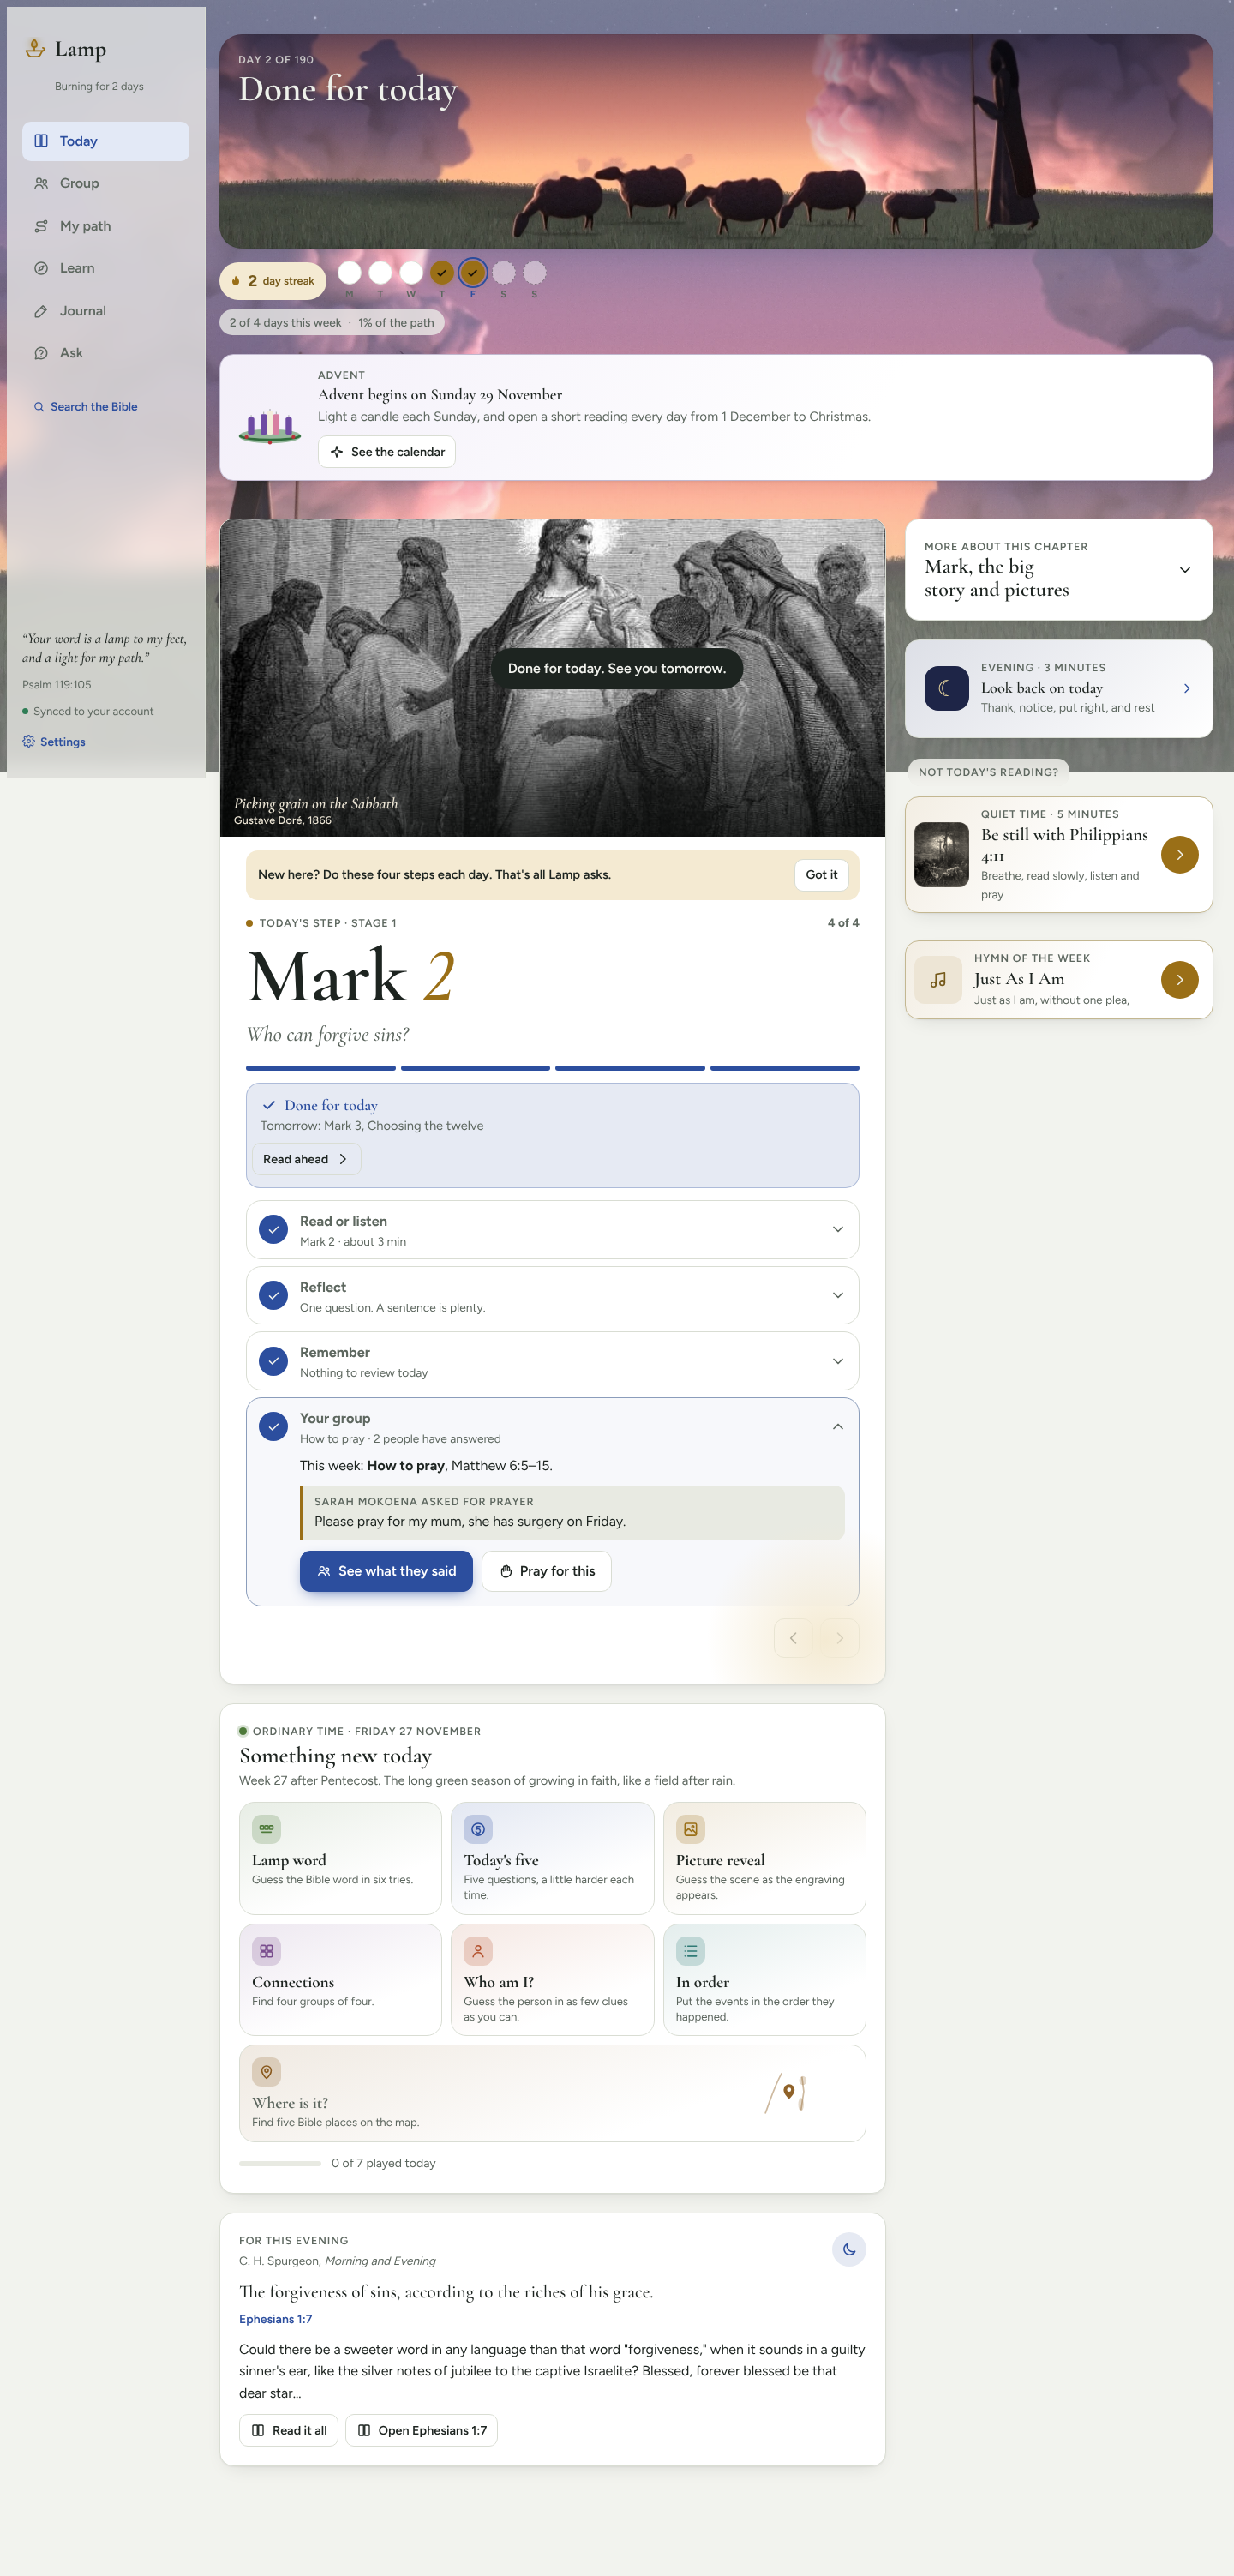 Lamp
Burning for 2 days
Today
Group
My path
Learn
Journal
Ask
Search the Bible
“Your word is a lamp to my feet,
and a light for my path.”
Psalm 119:105
Synced to your account
Settings
DAY 2 OF 190
Done for today
2 day streak
M T W T F S S
2 of 4 days this week · 1% of the path
ADVENT
Advent begins on Sunday 29 November
Light a candle each Sunday, and open a short reading every day from 1 December to Christmas.
See the calendar
Done for today. See you tomorrow.
Picking grain on the Sabbath
Gustave Doré, 1866
New here? Do these four steps each day. That's all Lamp asks.
Got it
TODAY'S STEP · STAGE 1
4 of 4
Mark 2
Who can forgive sins?
Done for today
Tomorrow: Mark 3, Choosing the twelve
Read ahead
Read or listen
Mark 2 · about 3 min
Reflect
One question. A sentence is plenty.
Remember
Nothing to review today
Your group
How to pray · 2 people have answered
This week: How to pray, Matthew 6:5–15.
SARAH MOKOENA ASKED FOR PRAYER
Please pray for my mum, she has surgery on Friday.
See what they said
Pray for this
MORE ABOUT THIS CHAPTER
Mark, the big
story and pictures
EVENING · 3 MINUTES
Look back on today
Thank, notice, put right, and rest
NOT TODAY'S READING?
QUIET TIME · 5 MINUTES
Be still with Philippians
4:11
Breathe, read slowly, listen and
pray
HYMN OF THE WEEK
Just As I Am
Just as I am, without one plea,
ORDINARY TIME · FRIDAY 27 NOVEMBER
Something new today
Week 27 after Pentecost. The long green season of growing in faith, like a field after rain.
Lamp word
Guess the Bible word in six tries.
5
Today's five
Five questions, a little harder each
time.
Picture reveal
Guess the scene as the engraving
appears.
Connections
Find four groups of four.
Who am I?
Guess the person in as few clues
as you can.
In order
Put the events in the order they
happened.
Where is it?
Find five Bible places on the map.
0 of 7 played today
FOR THIS EVENING
C. H. Spurgeon, Morning and Evening
The forgiveness of sins, according to the riches of his grace.
Ephesians 1:7
Could there be a sweeter word in any language than that word "forgiveness," when it sounds in a guilty
sinner's ear, like the silver notes of jubilee to the captive Israelite? Blessed, forever blessed be that
dear star...
Read it all
Open Ephesians 1:7